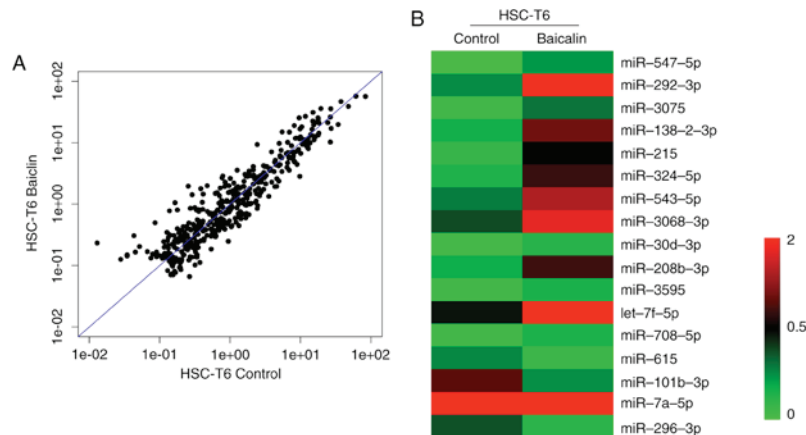 A
HSC-T6 Baiclin
1e+02
1e+01
1e+00
1e-01
1e-02
1e-02 1e-01 1e+00 1e+01 1e+02
HSC-T6 Control
B
HSC-T6
Control Baicalin
miR-547-5p
miR-292-3p
miR-3075
miR-138-2-3p
miR-215
miR-324-5p
miR-543-5p
miR-3068-3p
miR-30d-3p
miR-208b-3p
miR-3595
let-7f-5p
miR-708-5p
miR-615
miR-101b-3p
miR-7a-5p
miR-296-3p
2
0.5
0